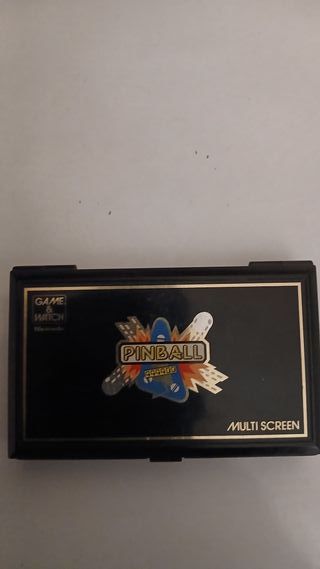 GAME
&
WATCH
Nintendo
PINBALL
MULTI SCREEN